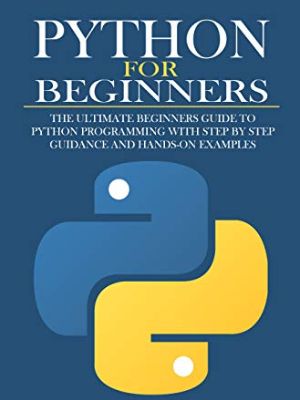 PYTHON
FOR
BEGINNERS
THE ULTIMATE BEGINNERS GUIDE TO
PYTHON PROGRAMMING WITH STEP BY STEP
GUIDANCE AND HANDS-ON EXAMPLES